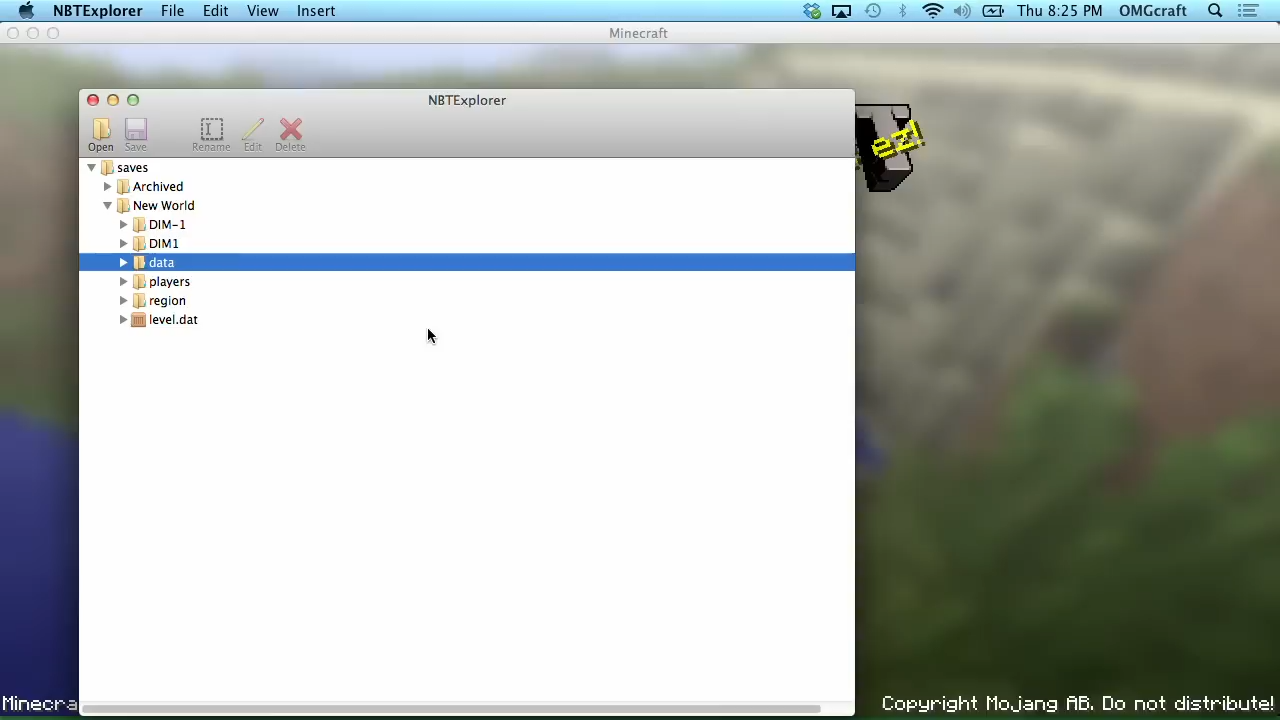 NBTExplorer File Edit View Insert Thu 8:25 PM OMGcraft
Minecraft
NBTExplorer
Open Save Rename Edit Delete
saves
Archived
New World
DIM-1
DIM1
data
players
region
level.dat
Copyright Mojang AB. Do not distribute!